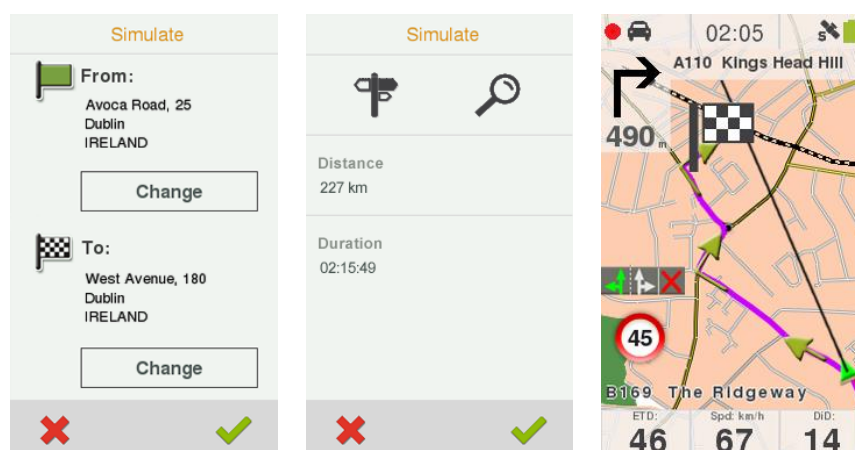 Simulate
From:
Avoca Road, 25
Dublin
IRELAND
Change
To:
West Avenue, 180
Dublin
IRELAND
Change
Simulate
Distance
227 km
Duration
02:15:49
02:05
S
A110 Kings Head Hill
490 m
45
B169 The Ridgeway
ETD:
46
Spd: km/h
67
DiD:
14